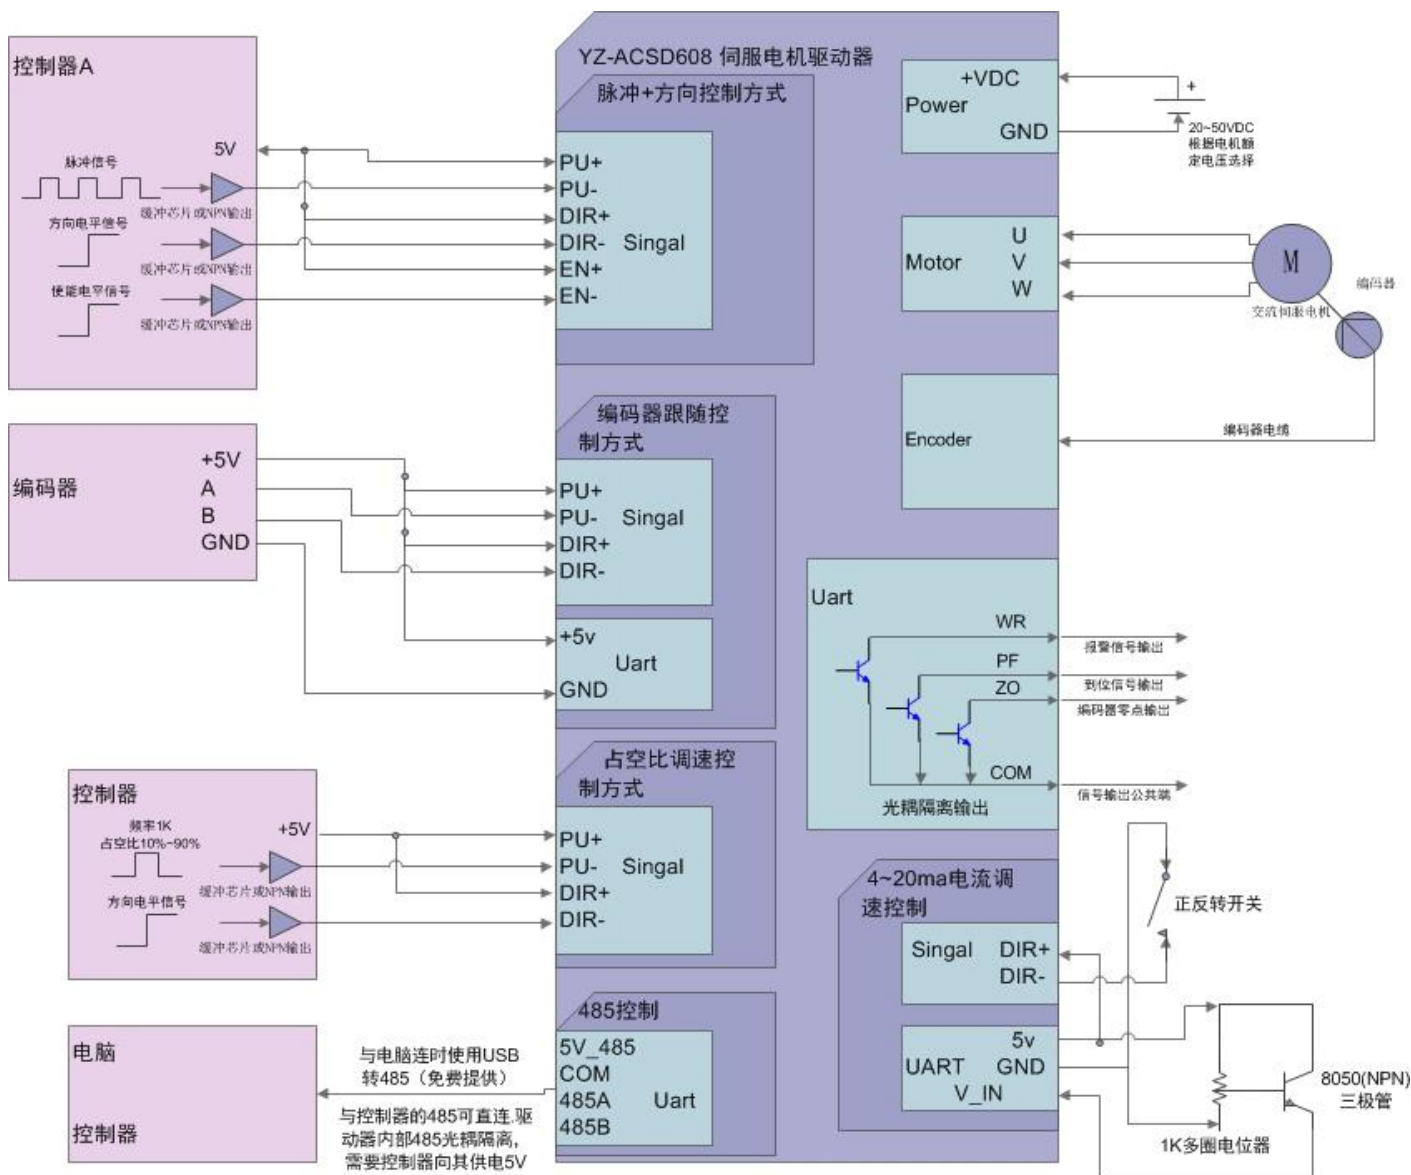 YZ-ACSD608 伺服电机驱动器
控制器A
5V
脉冲信号
缓冲芯片或NPN输出
方向电平信号
缓冲芯片或NPN输出
使能电平信号
缓冲芯片或NPN输出
脉冲+方向控制方式
PU+
PU-
DIR+
DIR- Singal
EN+
EN-
+VDC
Power
GND
+
20~50VDC
根据电机额
定电压选择
U
Motor V
W
M
交流伺服电机
编码器
Encoder
编码器电缆
编码器
+5V
A
B
GND
编码器跟随控
制方式
PU+
PU- Singal
DIR+
DIR-
+5v
Uart
GND
Uart
WR
报警信号输出
PF
到位信号输出
ZO
编码器零点输出
COM
信号输出公共端
光耦隔离输出
控制器
频率1K
占空比10%~90%
+5V
缓冲芯片或NPN输出
方向电平信号
缓冲芯片或NPN输出
占空比调速控
制方式
PU+
PU- Singal
DIR+
DIR-
4~20ma电流调
速控制
Singal DIR+
DIR-
5v
UART GND
V_IN
正反转开关
8050(NPN)
三极管
1K多圈电位器
电脑
控制器
与电脑连时使用USB
转485（免费提供）
与控制器的485可直连.驱
动器内部485光耦隔离，
需要控制器向其供电5V
485控制
5V_485
COM
485A Uart
485B